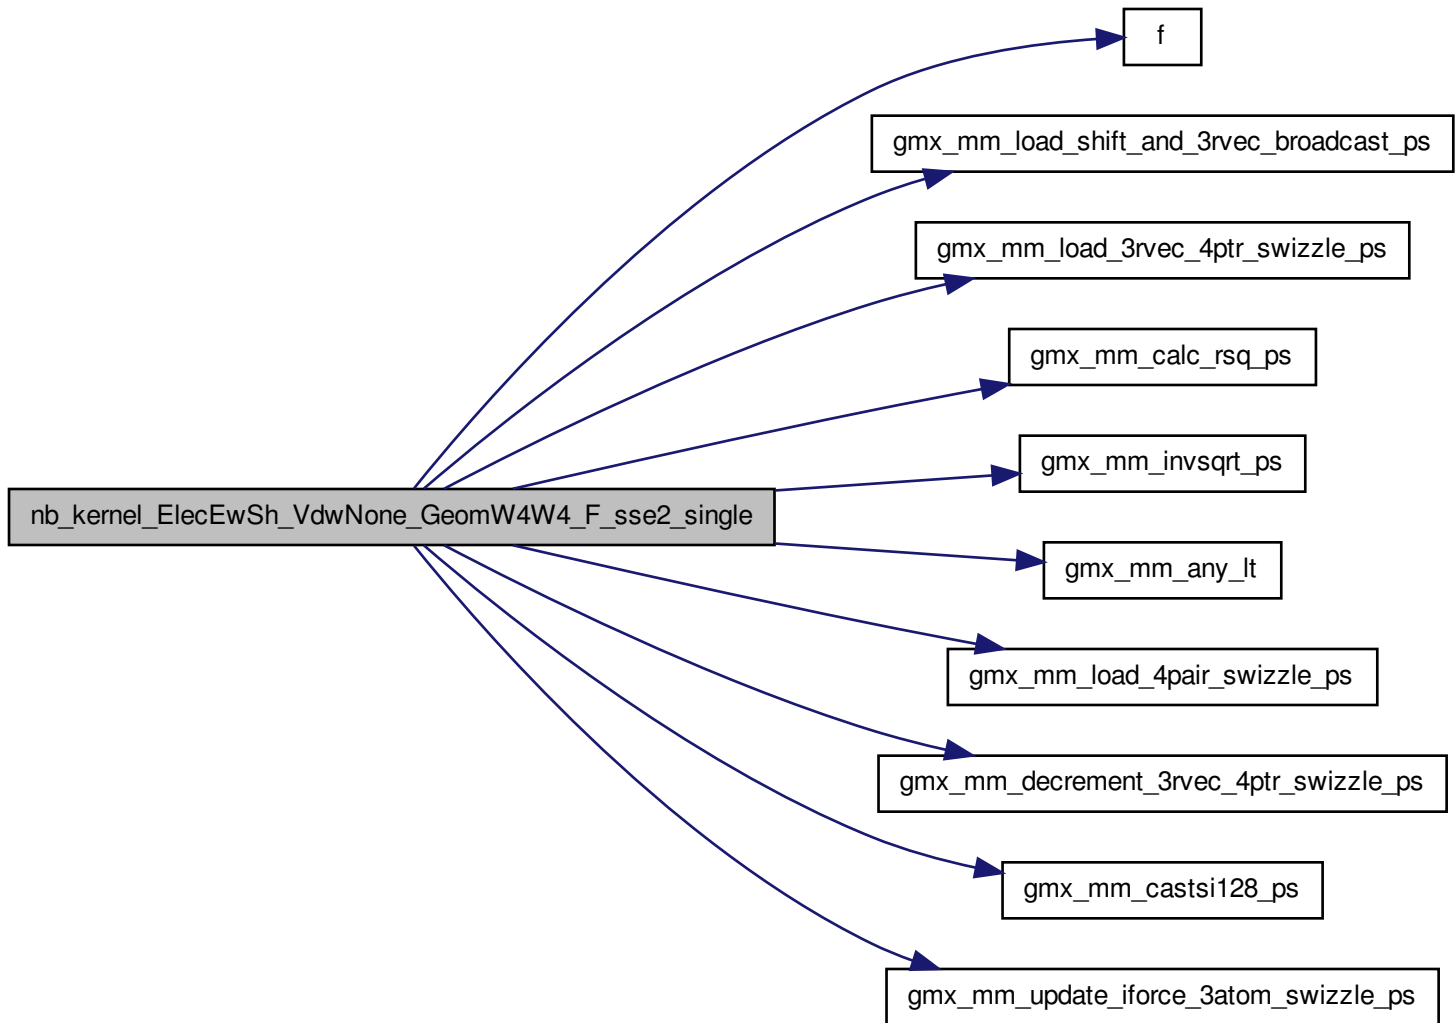 f
gmx_mm_load_shift_and_3rvec_broadcast_ps
gmx_mm_load_3rvec_4ptr_swizzle_ps
gmx_mm_calc_rsq_ps
gmx_mm_invsqrt_ps
nb_kernel_ElecEwSh_VdwNone_GeomW4W4_F_sse2_single
gmx_mm_any_lt
gmx_mm_load_4pair_swizzle_ps
gmx_mm_decrement_3rvec_4ptr_swizzle_ps
gmx_mm_castsi128_ps
gmx_mm_update_iforce_3atom_swizzle_ps